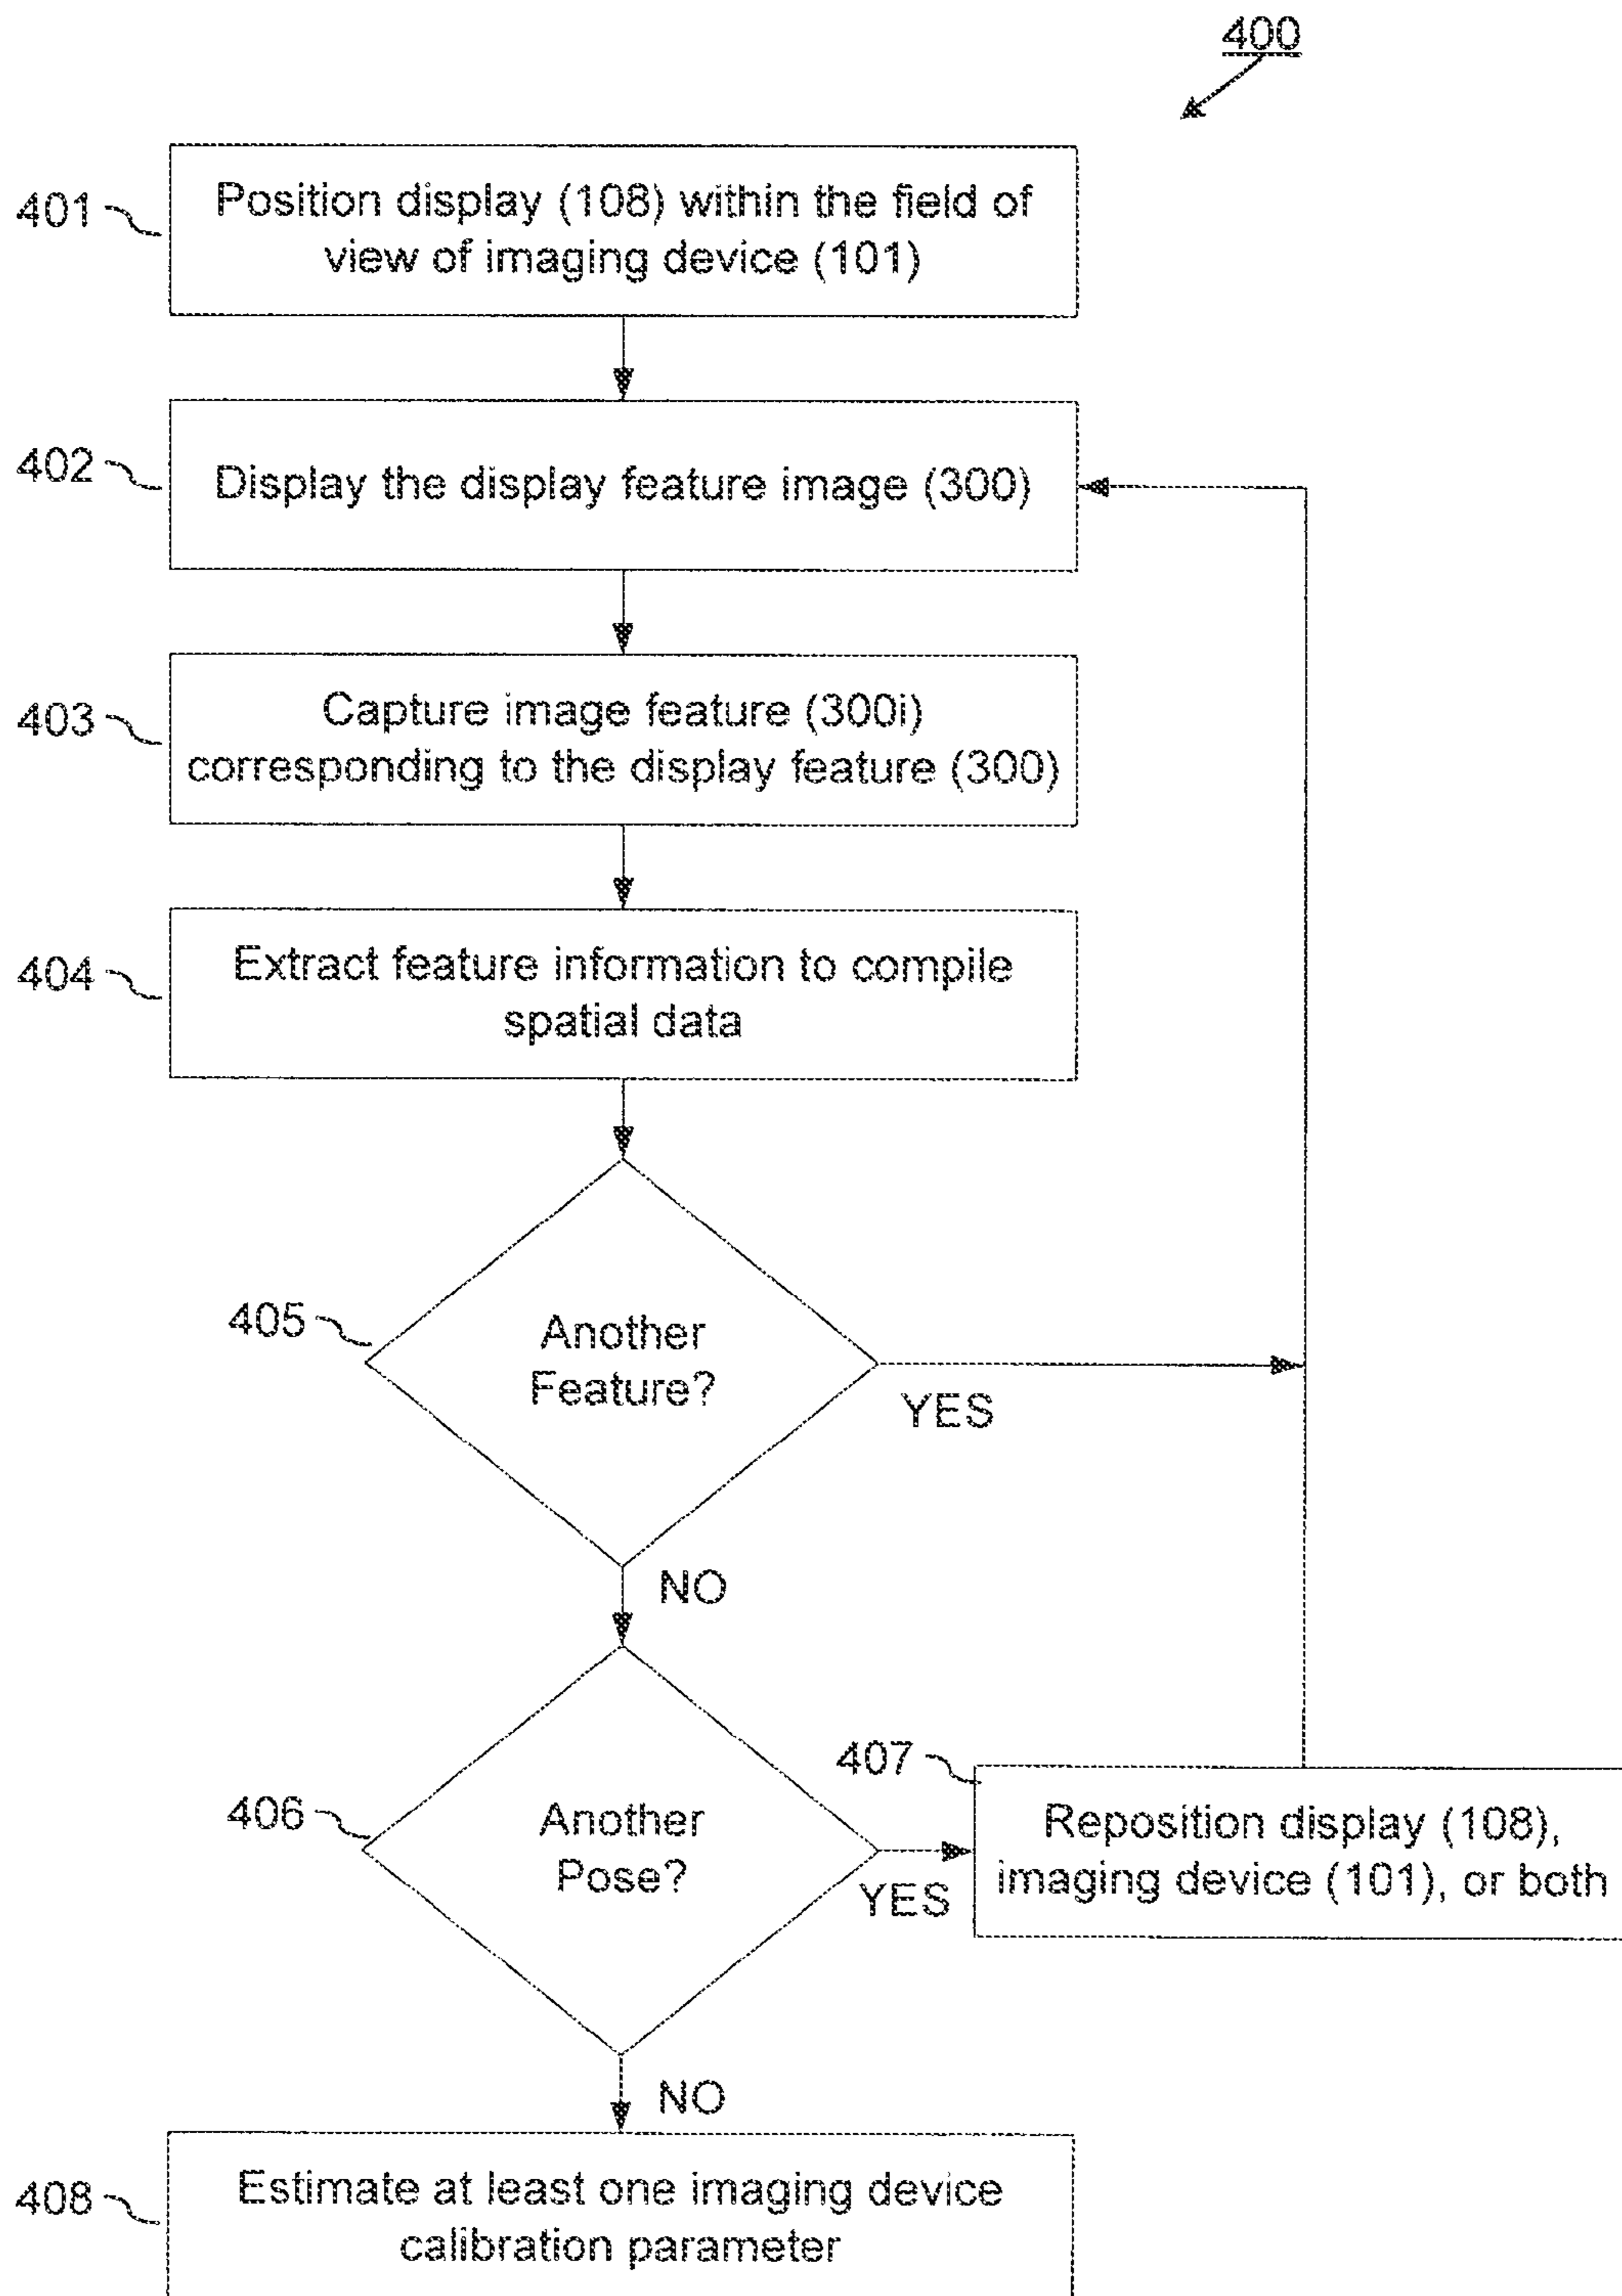 400
401
Position display (108) within the field of
view of imaging device (101)
402
Display the display feature image (300)
403
Capture image feature (300i)
corresponding to the display feature (300)
404
Extract feature information to compile
spatial data
405
Another
Feature?
YES
NO
406
Another
Pose?
YES
407
Reposition display (108),
imaging device (101), or both
NO
408
Estimate at least one imaging device
calibration parameter